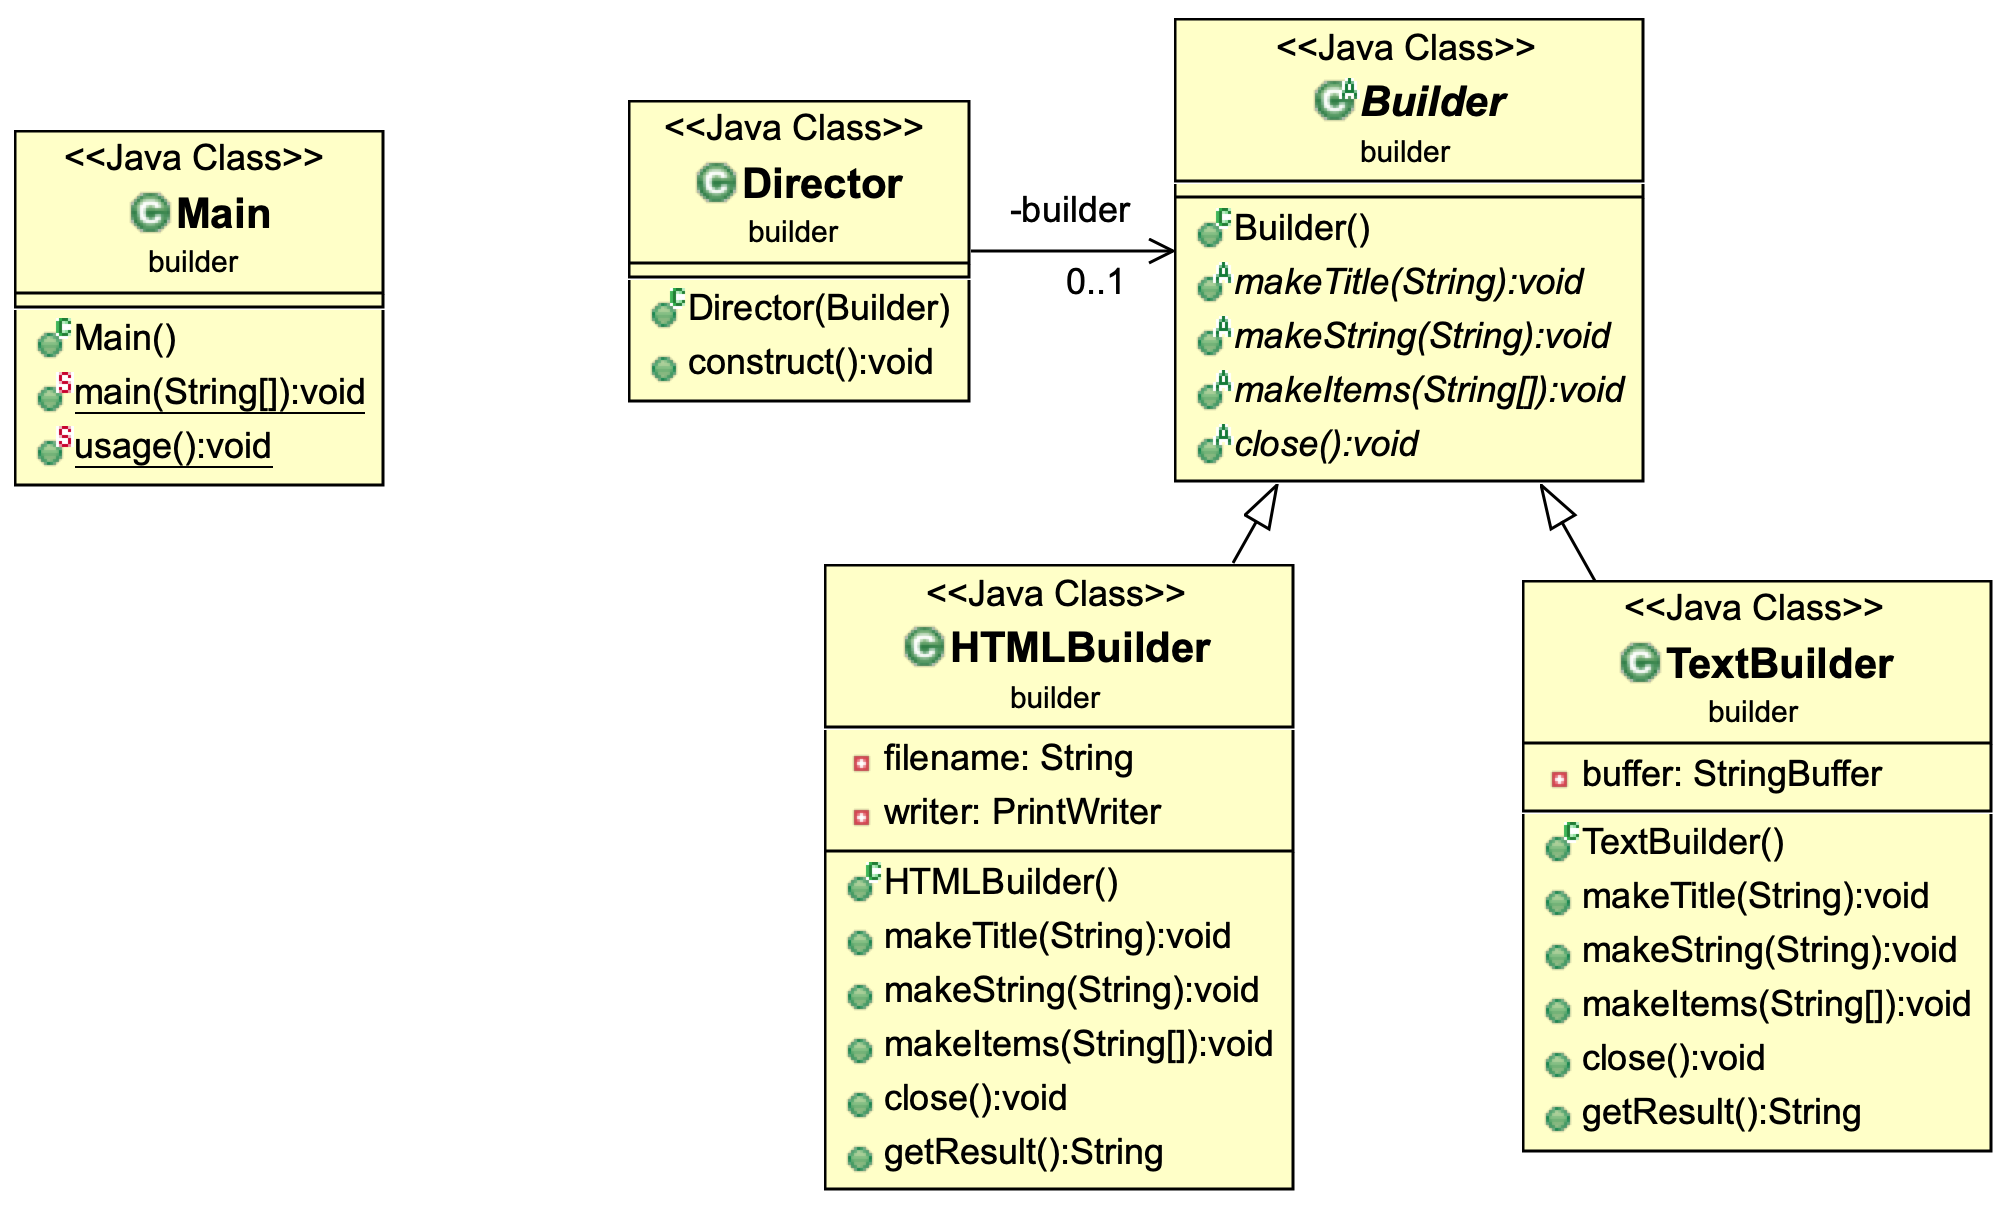 <<Java Class>>
Main
builder
Main()
main(String[]):void
usage():void
<<Java Class>>
Director
builder
Director(Builder)
construct():void
-builder
0..1
<<Java Class>>
Builder
builder
Builder()
makeTitle(String):void
makeString(String):void
makeItems(String[]):void
close():void
<<Java Class>>
HTMLBuilder
builder
filename: String
writer: PrintWriter
HTMLBuilder()
makeTitle(String):void
makeString(String):void
makeItems(String[]):void
close():void
getResult():String
<<Java Class>>
TextBuilder
builder
buffer: StringBuffer
TextBuilder()
makeTitle(String):void
makeString(String):void
makeItems(String[]):void
close():void
getResult():String